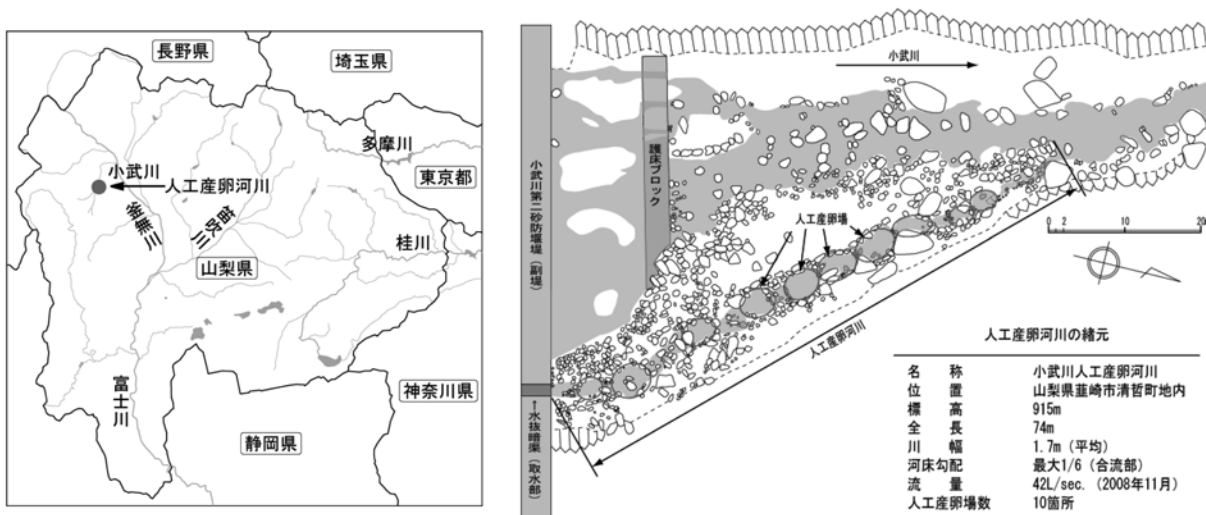 長野県
埼玉県
多摩川
小武川
東京都
人工産卵河川
釜無川
笛吹川
桂川
山梨県
富士川
神奈川県
静岡県
小武川
小武川第二砂防堰堤(副堤)
護床ブロック
人工産卵場
0 2 10 20m
人工産卵河川
←水抜暗渠(取水部)
人工産卵河川の緒元
名 称 小武川人工産卵河川
位 置 山梨県韮崎市清哲町地内
標 高 915m
全 長 74m
川 幅 1.7m (平均)
河床勾配 最大1/6 (合流部)
流 量 42L/sec. (2008年11月)
人工産卵場数 10箇所